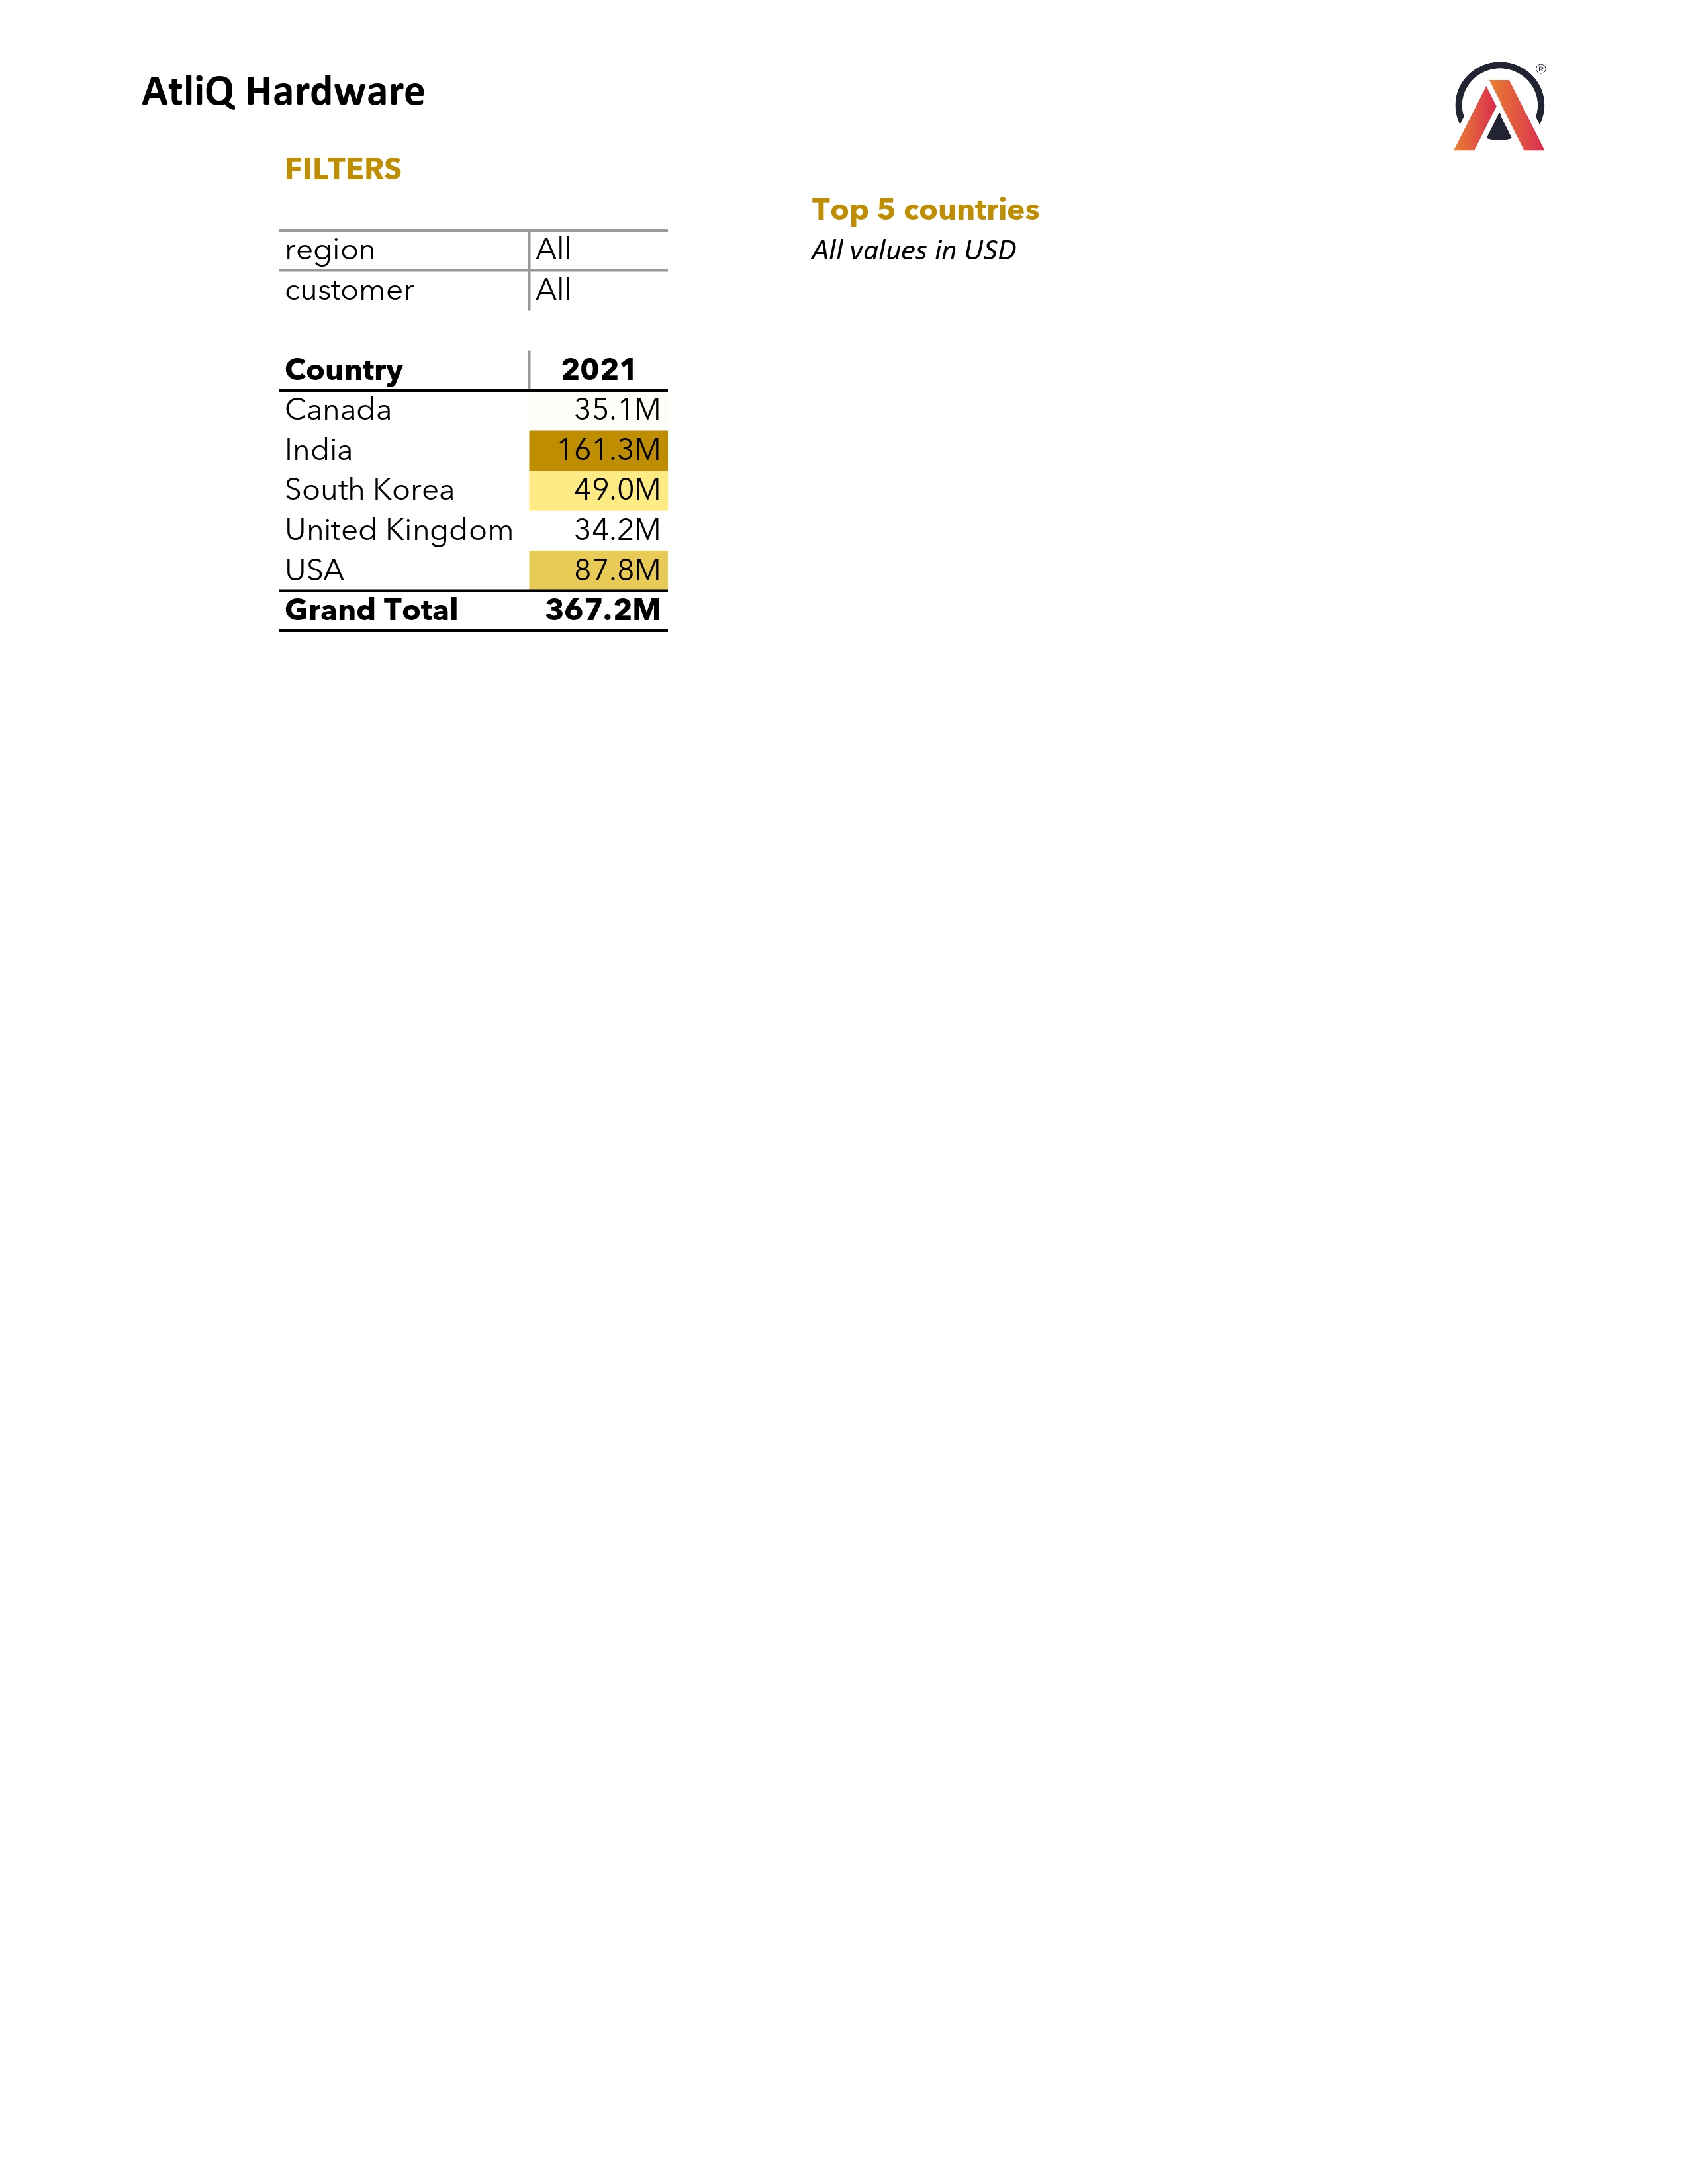 AtliQ Hardware
®
FILTERS
Top 5 countries
region All
All values in USD
customer All
Country 2021
Canada 35.1M
India 161.3M
South Korea 49.0M
United Kingdom 34.2M
USA 87.8M
Grand Total 367.2M